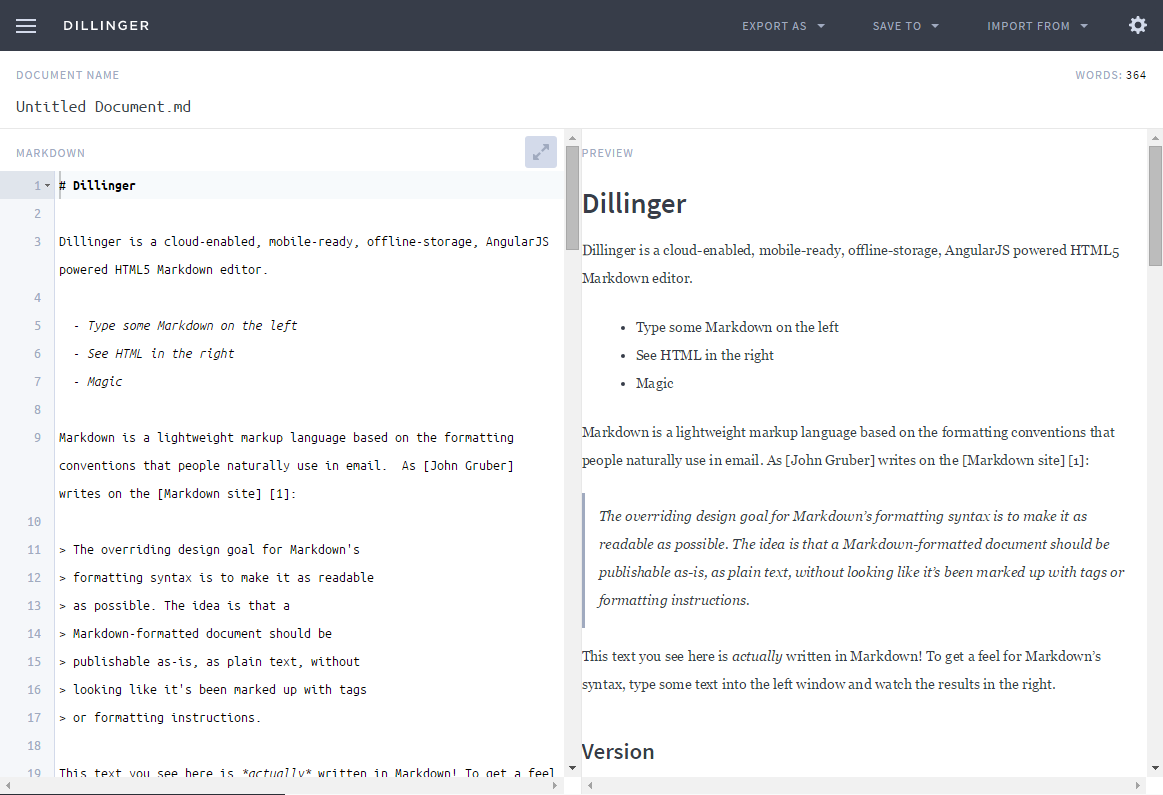 DILLINGER
EXPORT AS
SAVE TO
IMPORT FROM
DOCUMENT NAME
WORDS: 364
Untitled Document.md
MARKDOWN
1 # Dillinger
2
3 Dillinger is a cloud-enabled, mobile-ready, offline-storage, AngularJS
powered HTML5 Markdown editor.
4
5 - Type some Markdown on the left
6 - See HTML in the right
7 - Magic
8
9 Markdown is a lightweight markup language based on the formatting
conventions that people naturally use in email.  As [John Gruber]
writes on the [Markdown site] [1]:
10
11 > The overriding design goal for Markdown's
12 > formatting syntax is to make it as readable
13 > as possible. The idea is that a
14 > Markdown-formatted document should be
15 > publishable as-is, as plain text, without
16 > looking like it's been marked up with tags
17 > or formatting instructions.
18
19 This text you see here is *actually* written in Markdown! To get a feel
PREVIEW
Dillinger
Dillinger is a cloud-enabled, mobile-ready, offline-storage, AngularJS powered HTML5
Markdown editor.
• Type some Markdown on the left
• See HTML in the right
• Magic
Markdown is a lightweight markup language based on the formatting conventions that
people naturally use in email. As [John Gruber] writes on the [Markdown site] [1]:
The overriding design goal for Markdown’s formatting syntax is to make it as
readable as possible. The idea is that a Markdown-formatted document should be
publishable as-is, as plain text, without looking like it’s been marked up with tags or
formatting instructions.
This text you see here is actually written in Markdown! To get a feel for Markdown’s
syntax, type some text into the left window and watch the results in the right.
Version